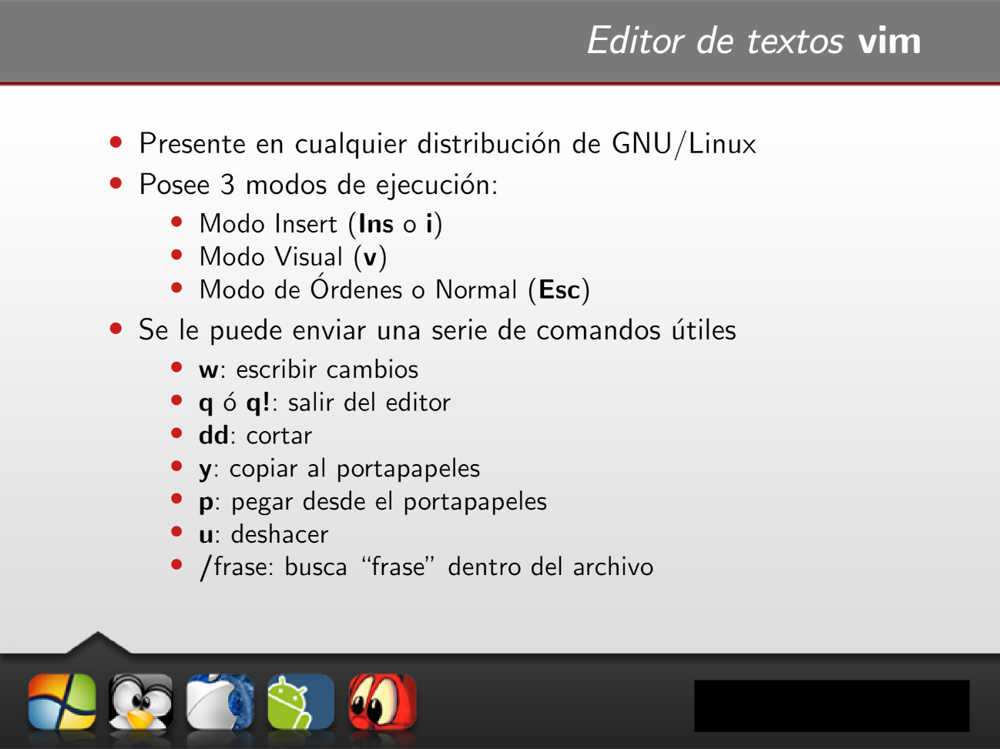 Editor de textos vim
• Presente en cualquier distribución de GNU/Linux
• Posee 3 modos de ejecución:
• Modo Insert (Ins o i)
• Modo Visual (v)
• Modo de Órdenes o Normal (Esc)
• Se le puede enviar una serie de comandos útiles
• w: escribir cambios
• q ó q!: salir del editor
• dd: cortar
• y: copiar al portapapeles
• p: pegar desde el portapapeles
• u: deshacer
• /frase: busca “frase” dentro del archivo